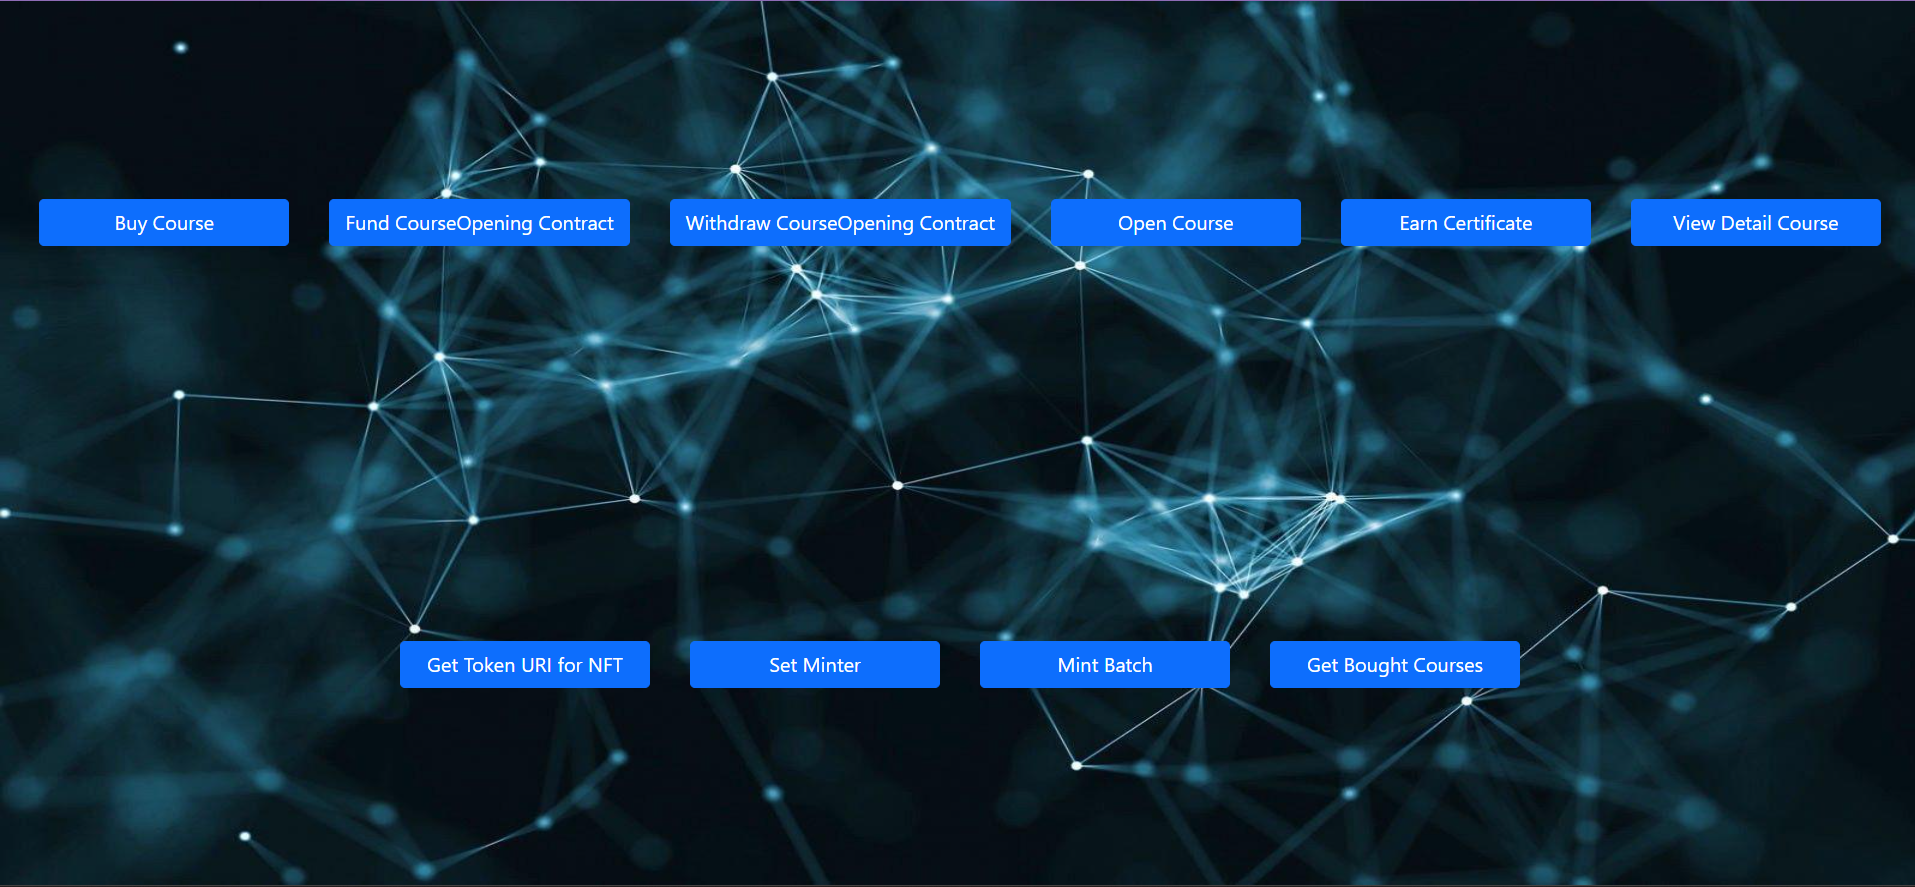 Buy Course
Fund CourseOpening Contract
Withdraw CourseOpening Contract
Open Course
Earn Certificate
View Detail Course
Get Token URI for NFT
Set Minter
Mint Batch
Get Bought Courses